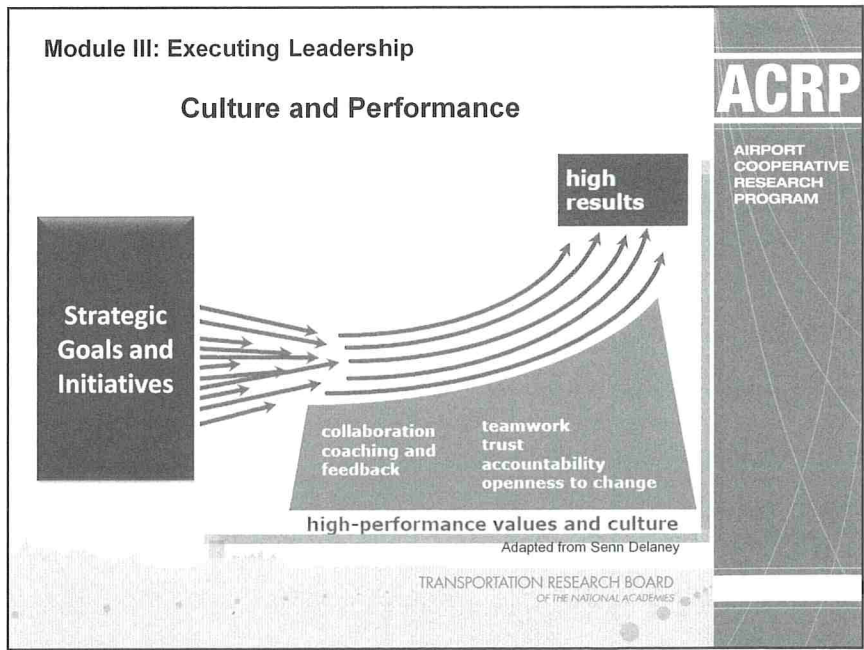 Module III: Executing Leadership
Culture and Performance
Strategic
Goals and
Initiatives
high
results
collaboration
coaching and
feedback
teamwork
trust
accountability
openness to change
high-performance values and culture
Adapted from Senn Delaney
TRANSPORTATION RESEARCH BOARD
OF THE NATIONAL ACADEMIES
ACRP
AIRPORT
COOPERATIVE
RESEARCH
PROGRAM